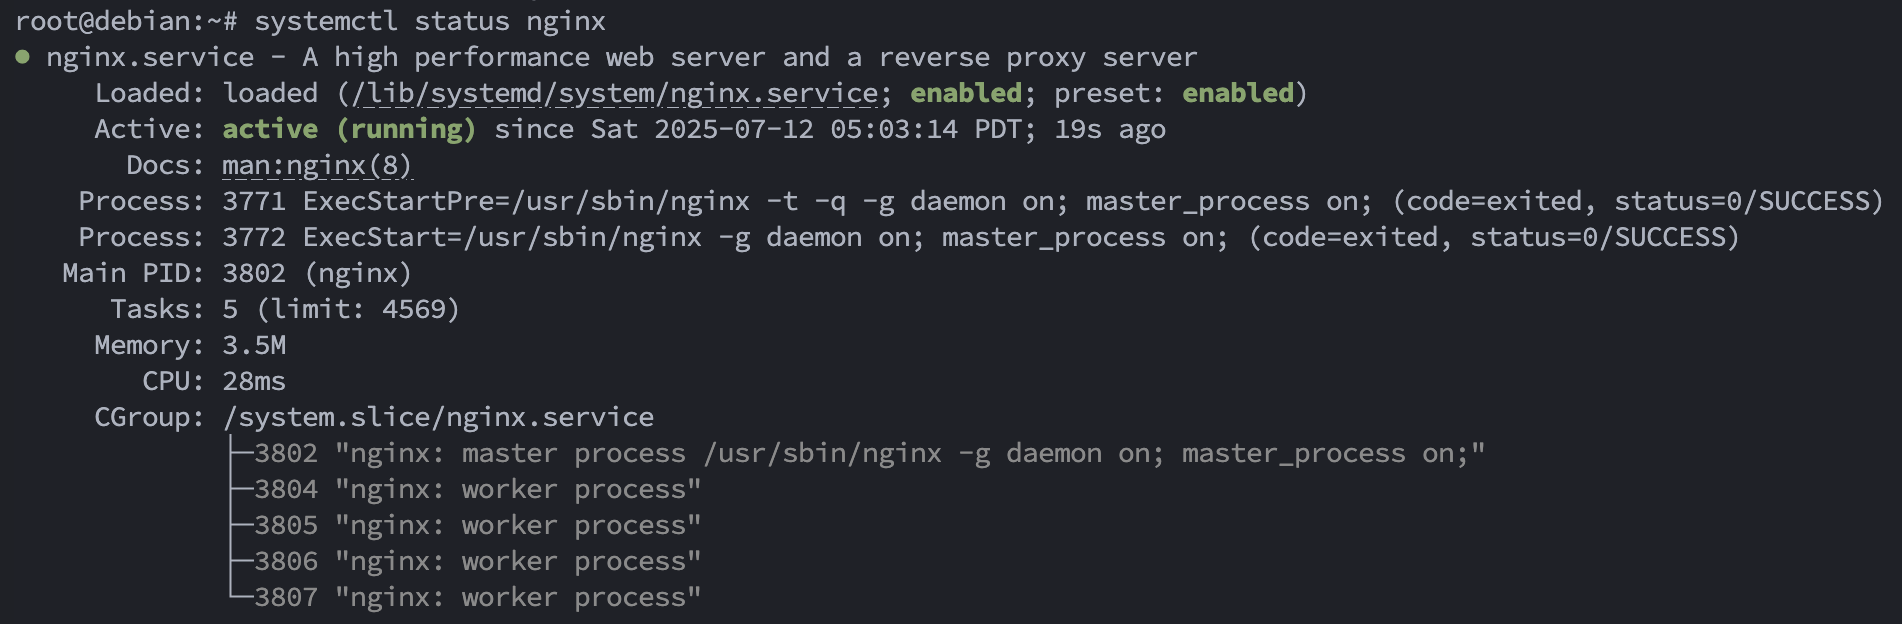 root@debian:~# systemctl status nginx
● nginx.service - A high performance web server and a reverse proxy server
     Loaded: loaded (/lib/systemd/system/nginx.service; enabled; preset: enabled)
     Active: active (running) since Sat 2025-07-12 05:03:14 PDT; 19s ago
       Docs: man:nginx(8)
    Process: 3771 ExecStartPre=/usr/sbin/nginx -t -q -g daemon on; master_process on; (code=exited, status=0/SUCCESS)
    Process: 3772 ExecStart=/usr/sbin/nginx -g daemon on; master_process on; (code=exited, status=0/SUCCESS)
   Main PID: 3802 (nginx)
      Tasks: 5 (limit: 4569)
     Memory: 3.5M
        CPU: 28ms
     CGroup: /system.slice/nginx.service
             ├─3802 "nginx: master process /usr/sbin/nginx -g daemon on; master_process on;"
             ├─3804 "nginx: worker process"
             ├─3805 "nginx: worker process"
             ├─3806 "nginx: worker process"
             └─3807 "nginx: worker process"